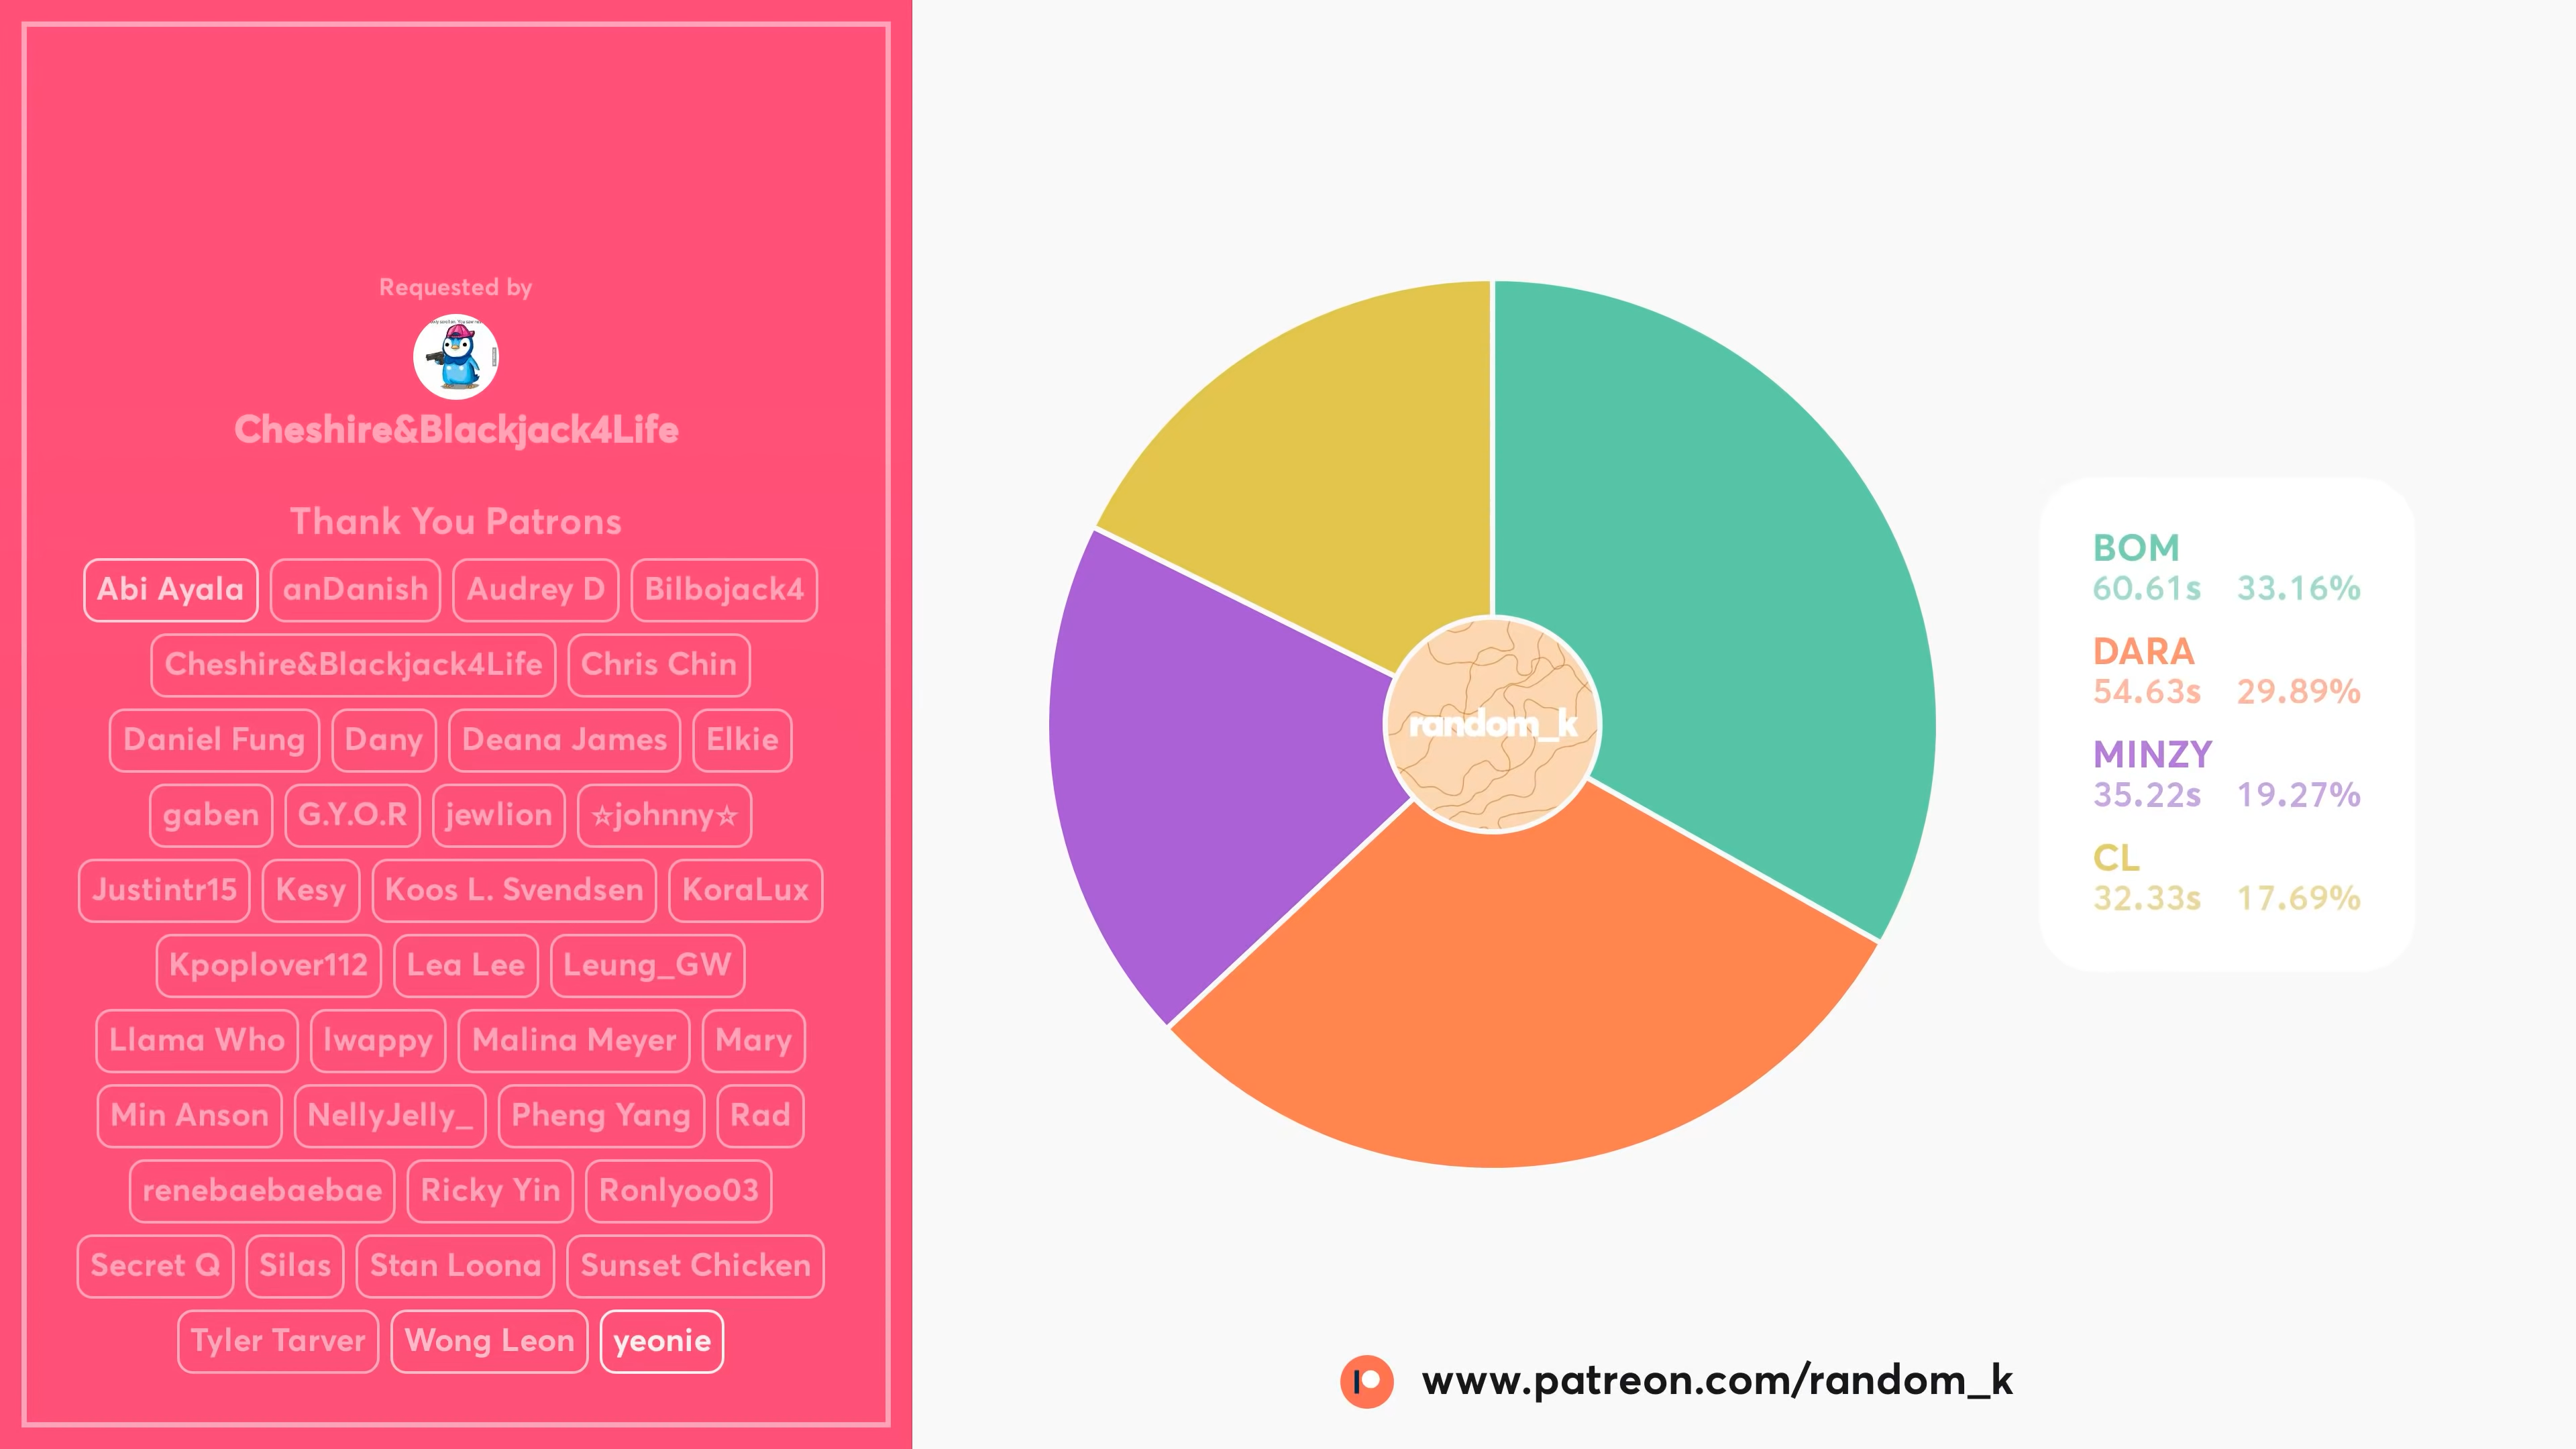 Requested by
Cheshire&Blackjack4Life
Thank You Patrons
Abi Ayala anDanish Audrey D Bilbojack4
Cheshire&Blackjack4Life Chris Chin
Daniel Fung Dany Deana James Elkie
gaben G.Y.O.R jewlion ☆johnny☆
Justintr15 Kesy Koos L. Svendsen KoraLux
Kpoplover112 Lea Lee Leung_GW
Llama Who lwappy Malina Meyer Mary
Min Anson NellyJelly_ Pheng Yang Rad
renebaebaebae Ricky Yin Ronlyoo03
Secret Q Silas Stan Loona Sunset Chicken
Tyler Tarver Wong Leon yeonie
random_k
BOM
60.61s 33.16%
DARA
54.63s 29.89%
MINZY
35.22s 19.27%
CL
32.33s 17.69%
www.patreon.com/random_k